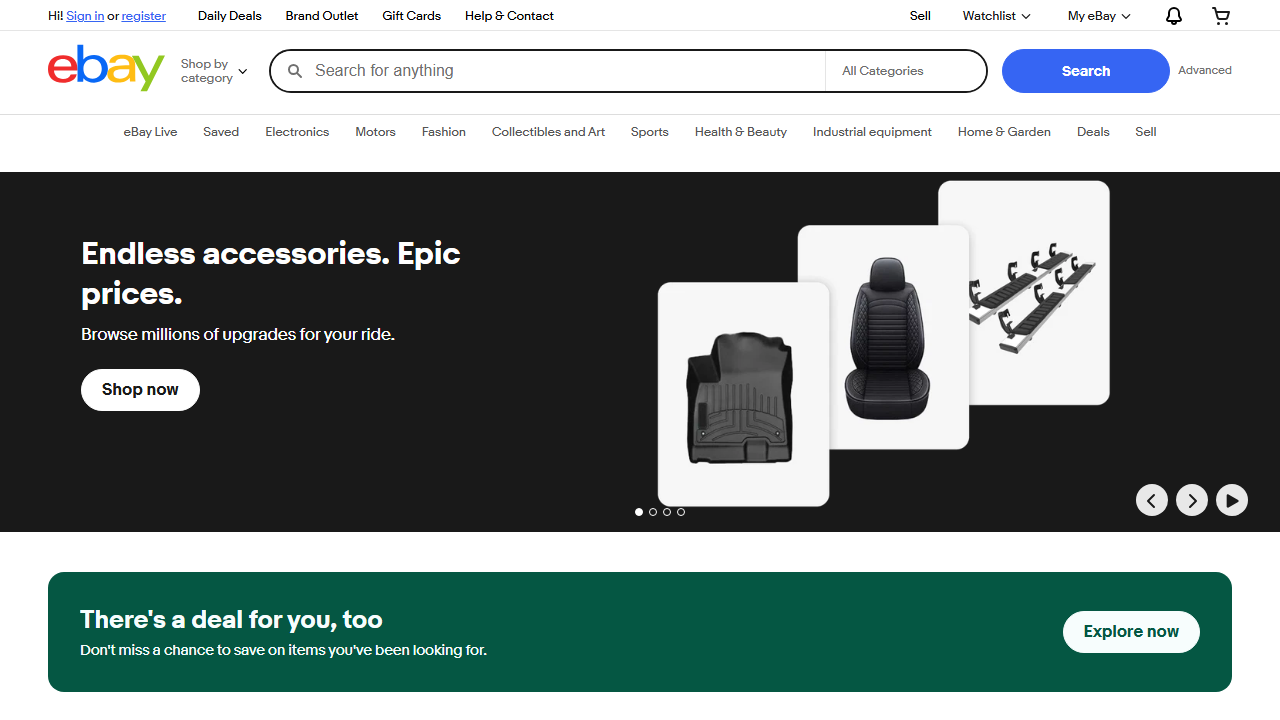 Hi! Sign in or register
Daily Deals
Brand Outlet
Gift Cards
Help & Contact
Sell
Watchlist
My eBay
ebay
Shop by
category
Search for anything
All Categories
Search
Advanced
eBay Live
Saved
Electronics
Motors
Fashion
Collectibles and Art
Sports
Health & Beauty
Industrial equipment
Home & Garden
Deals
Sell
Endless accessories. Epic
prices.
Browse millions of upgrades for your ride.
Shop now
There's a deal for you, too
Don't miss a chance to save on items you've been looking for.
Explore now